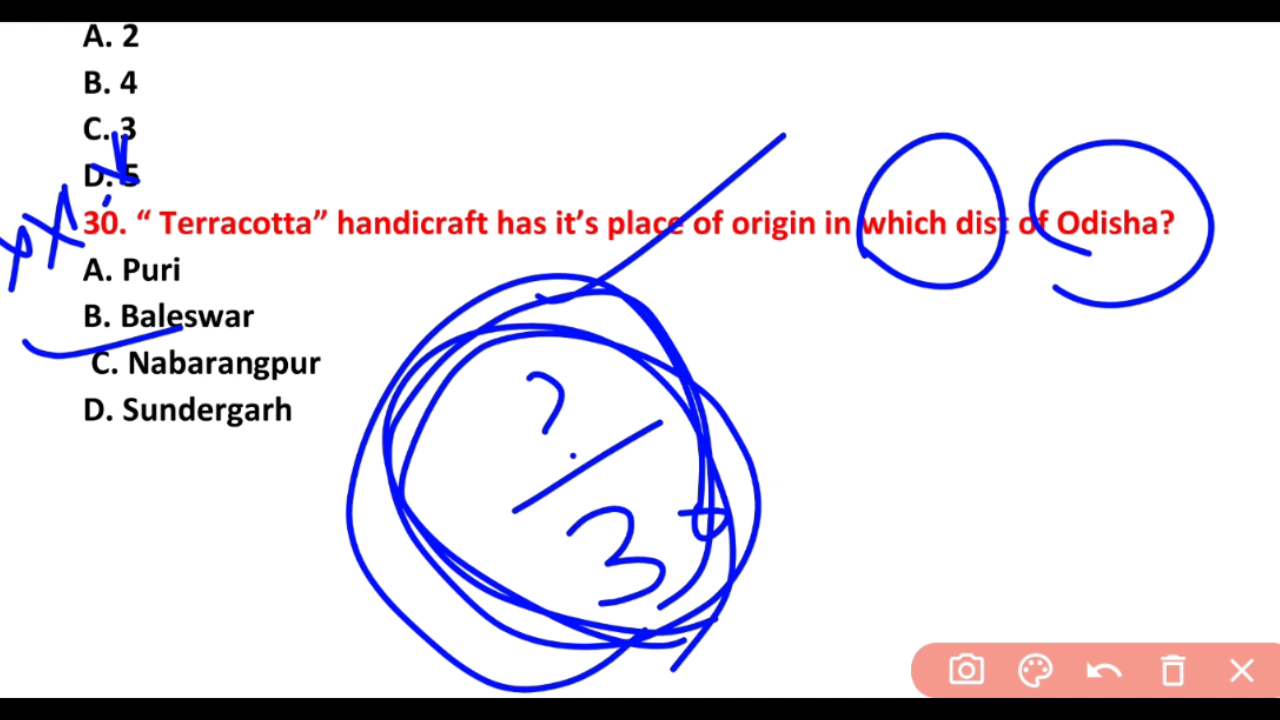 A. 2
B. 4
C. 3
D. 5
30. “ Terracotta” handicraft has it’s place of origin in which dist of Odisha?
A. Puri
B. Baleswar
C. Nabarangpur
D. Sundergarh
?
30